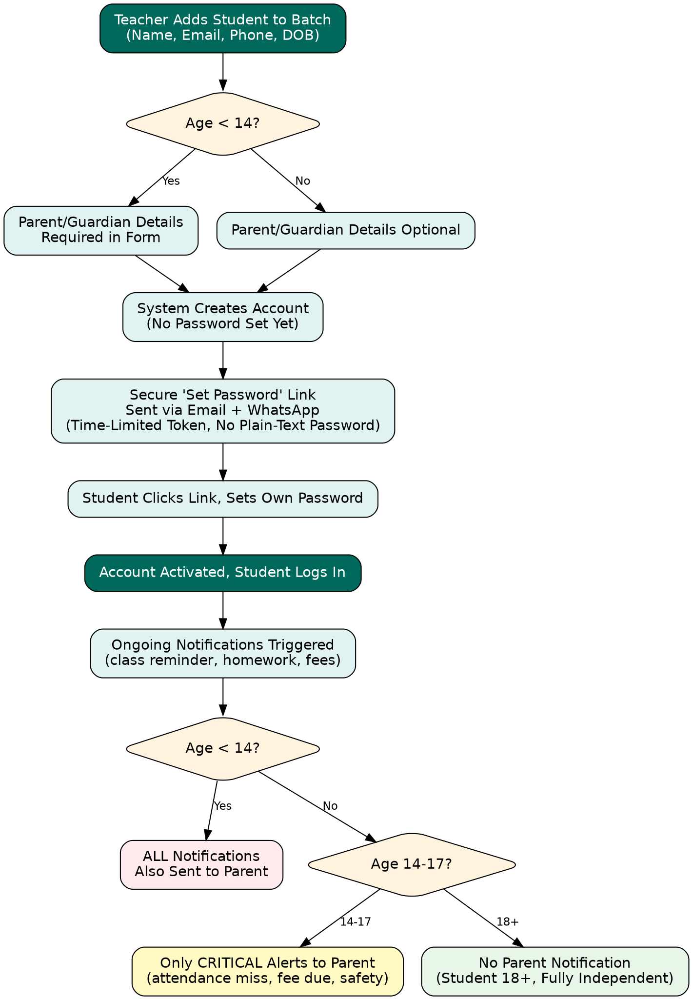 Teacher Adds Student to Batch
(Name, Email, Phone, DOB)
Age < 14?
Yes
No
Parent/Guardian Details
Required in Form
Parent/Guardian Details Optional
System Creates Account
(No Password Set Yet)
Secure 'Set Password' Link
Sent via Email + WhatsApp
(Time-Limited Token, No Plain-Text Password)
Student Clicks Link, Sets Own Password
Account Activated, Student Logs In
Ongoing Notifications Triggered
(class reminder, homework, fees)
Age < 14?
Yes
No
ALL Notifications
Also Sent to Parent
Age 14-17?
14-17
18+
Only CRITICAL Alerts to Parent
(attendance miss, fee due, safety)
No Parent Notification
(Student 18+, Fully Independent)